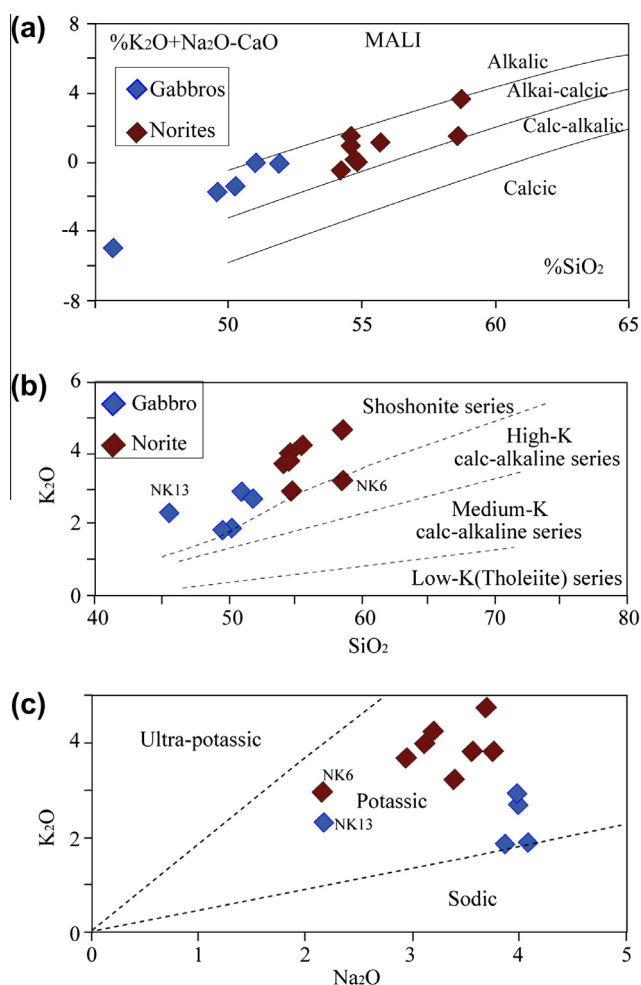 (a)
%K₂O+Na₂O-CaO
MALI
Gabbros
Norites
Alkalic
Alkai-calcic
Calc-alkalic
Calcic
%SiO₂
8
4
0
-4
-8
50
55
60
65
(b)
Gabbro
Norite
NK13
NK6
Shoshonite series
High-K
calc-alkaline series
Medium-K
calc-alkaline series
Low-K(Tholeiite) series
K₂O
6
4
2
0
40
50
60
70
80
SiO₂
(c)
Ultra-potassic
NK6
Potassic
NK13
Sodic
K₂O
4
2
0
0
1
2
3
4
5
Na₂O